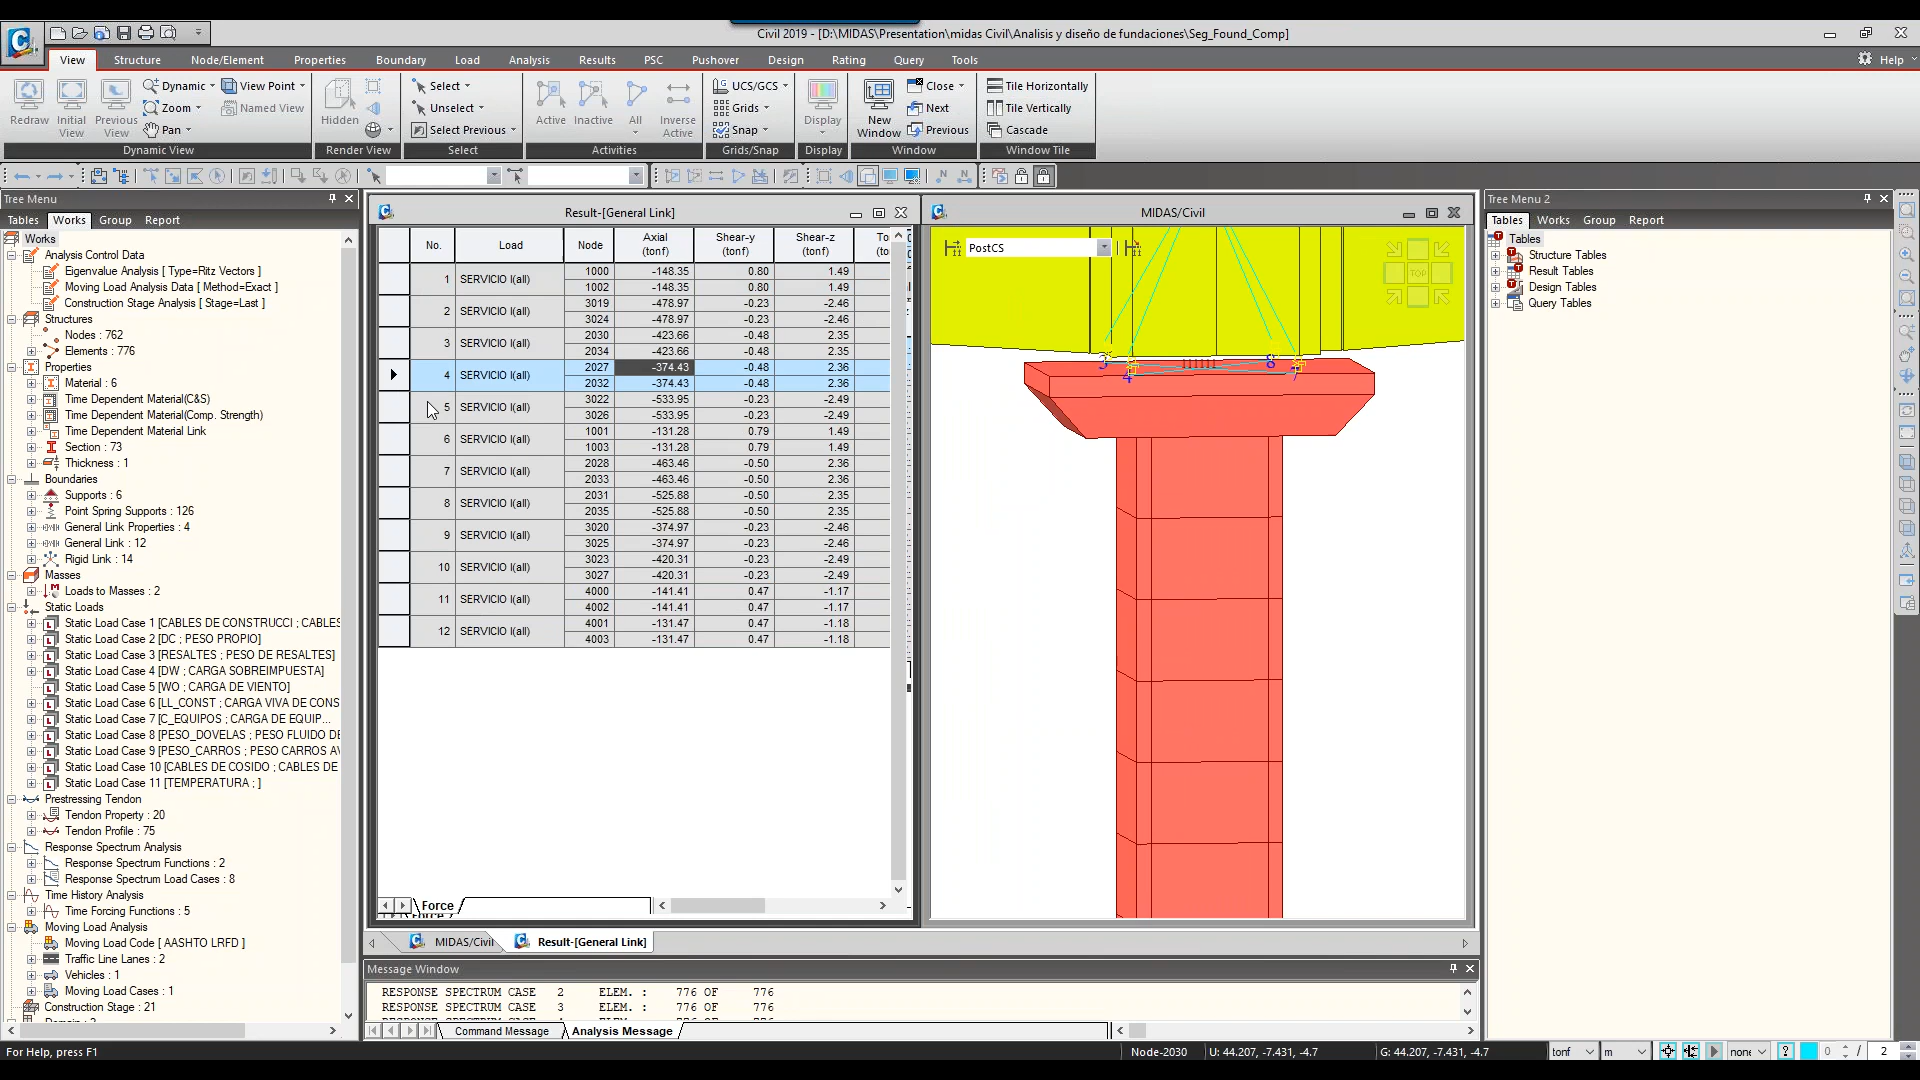 Civil 2019 - [D:\MIDAS\Presentation\midas Civil\Analisis y diseño de fundaciones\Seg_Found_Comp]
View Structure Node/Element Properties Boundary Load Analysis Results PSC Pushover Design Rating Query Tools Help
Redraw Initial View Previous View Dynamic Zoom Pan View Point Named View Hidden Select Unselect Select Previous Active Inactive All Inverse Active UCS/GCS Grids Snap Display New Window Close Next Previous Tile Horizontally Tile Vertically Cascade
Dynamic View Render View Select Activities Grids/Snap Display Window Window Tile
Tree Menu
Tables Works Group Report
Works
Analysis Control Data
Eigenvalue Analysis [ Type=Ritz Vectors ]
Moving Load Analysis Data [ Method=Exact ]
Construction Stage Analysis [ Stage=Last ]
Structures
Nodes : 762
Elements : 776
Properties
Material : 6
Time Dependent Material(C&S)
Time Dependent Material(Comp. Strength)
Time Dependent Material Link
Section : 73
Thickness : 1
Boundaries
Supports : 6
Point Spring Supports : 126
General Link Properties : 4
General Link : 12
Rigid Link : 14
Masses
Loads to Masses : 2
Static Loads
Static Load Case 1 [CABLES DE CONSTRUCCI ; CABLES
Static Load Case 2 [DC ; PESO PROPIO]
Static Load Case 3 [RESALTES ; PESO DE RESALTES]
Static Load Case 4 [DW ; CARGA SOBREIMPUESTA]
Static Load Case 5 [WO ; CARGA DE VIENTO]
Static Load Case 6 [LL_CONST ; CARGA VIVA DE CONS
Static Load Case 7 [C_EQUIPOS ; CARGA DE EQUIP...
Static Load Case 8 [PESO_DOVELAS ; PESO FLUIDO DE
Static Load Case 9 [PESO_CARROS ; PESO CARROS AV
Static Load Case 10 [CABLES DE COSIDO ; CABLES DE
Static Load Case 11 [TEMPERATURA ; ]
Prestressing Tendon
Tendon Property : 20
Tendon Profile : 75
Response Spectrum Analysis
Response Spectrum Functions : 2
Response Spectrum Load Cases : 8
Time History Analysis
Time Forcing Functions : 5
Moving Load Analysis
Moving Load Code [ AASHTO LRFD ]
Traffic Line Lanes : 2
Vehicles : 1
Moving Load Cases : 1
Construction Stage : 21
Result-[General Link]
No. Load Node Axial (tonf) Shear-y (tonf) Shear-z (tonf) To (to
1 SERVICIO I(all) 1000 -148.35 0.80 1.49
1002 -148.35 0.80 1.49
2 SERVICIO I(all) 3019 -478.97 -0.23 -2.46
3024 -478.97 -0.23 -2.46
3 SERVICIO I(all) 2030 -423.66 -0.48 2.35
2034 -423.66 -0.48 2.35
4 SERVICIO I(all) 2027 -374.43 -0.48 2.36
2032 -374.43 -0.48 2.36
5 SERVICIO I(all) 3022 -533.95 -0.23 -2.49
3026 -533.95 -0.23 -2.49
6 SERVICIO I(all) 1001 -131.28 0.79 1.49
1003 -131.28 0.79 1.49
7 SERVICIO I(all) 2028 -463.46 -0.50 2.36
2033 -463.46 -0.50 2.36
8 SERVICIO I(all) 2031 -525.88 -0.50 2.35
2035 -525.88 -0.50 2.35
9 SERVICIO I(all) 3020 -374.97 -0.23 -2.46
3025 -374.97 -0.23 -2.46
10 SERVICIO I(all) 3023 -420.31 -0.23 -2.49
3027 -420.31 -0.23 -2.49
11 SERVICIO I(all) 4000 -141.41 0.47 -1.17
4002 -141.41 0.47 -1.17
12 SERVICIO I(all) 4001 -131.47 0.47 -1.18
4003 -131.47 0.47 -1.18
Force
MIDAS/Civil
PostCS
TOP
3 4 8
MIDAS/Civil Result-[General Link]
Message Window
RESPONSE SPECTRUM CASE 2 ELEM. : 776 OF 776
RESPONSE SPECTRUM CASE 3 ELEM. : 776 OF 776
Command Message Analysis Message
Tree Menu 2
Tables Works Group Report
Tables
Structure Tables
Result Tables
Design Tables
Query Tables
For Help, press F1
Node-2030 U: 44.207, -7.431, -4.7 G: 44.207, -7.431, -4.7 tonf m none ? 0 / 2